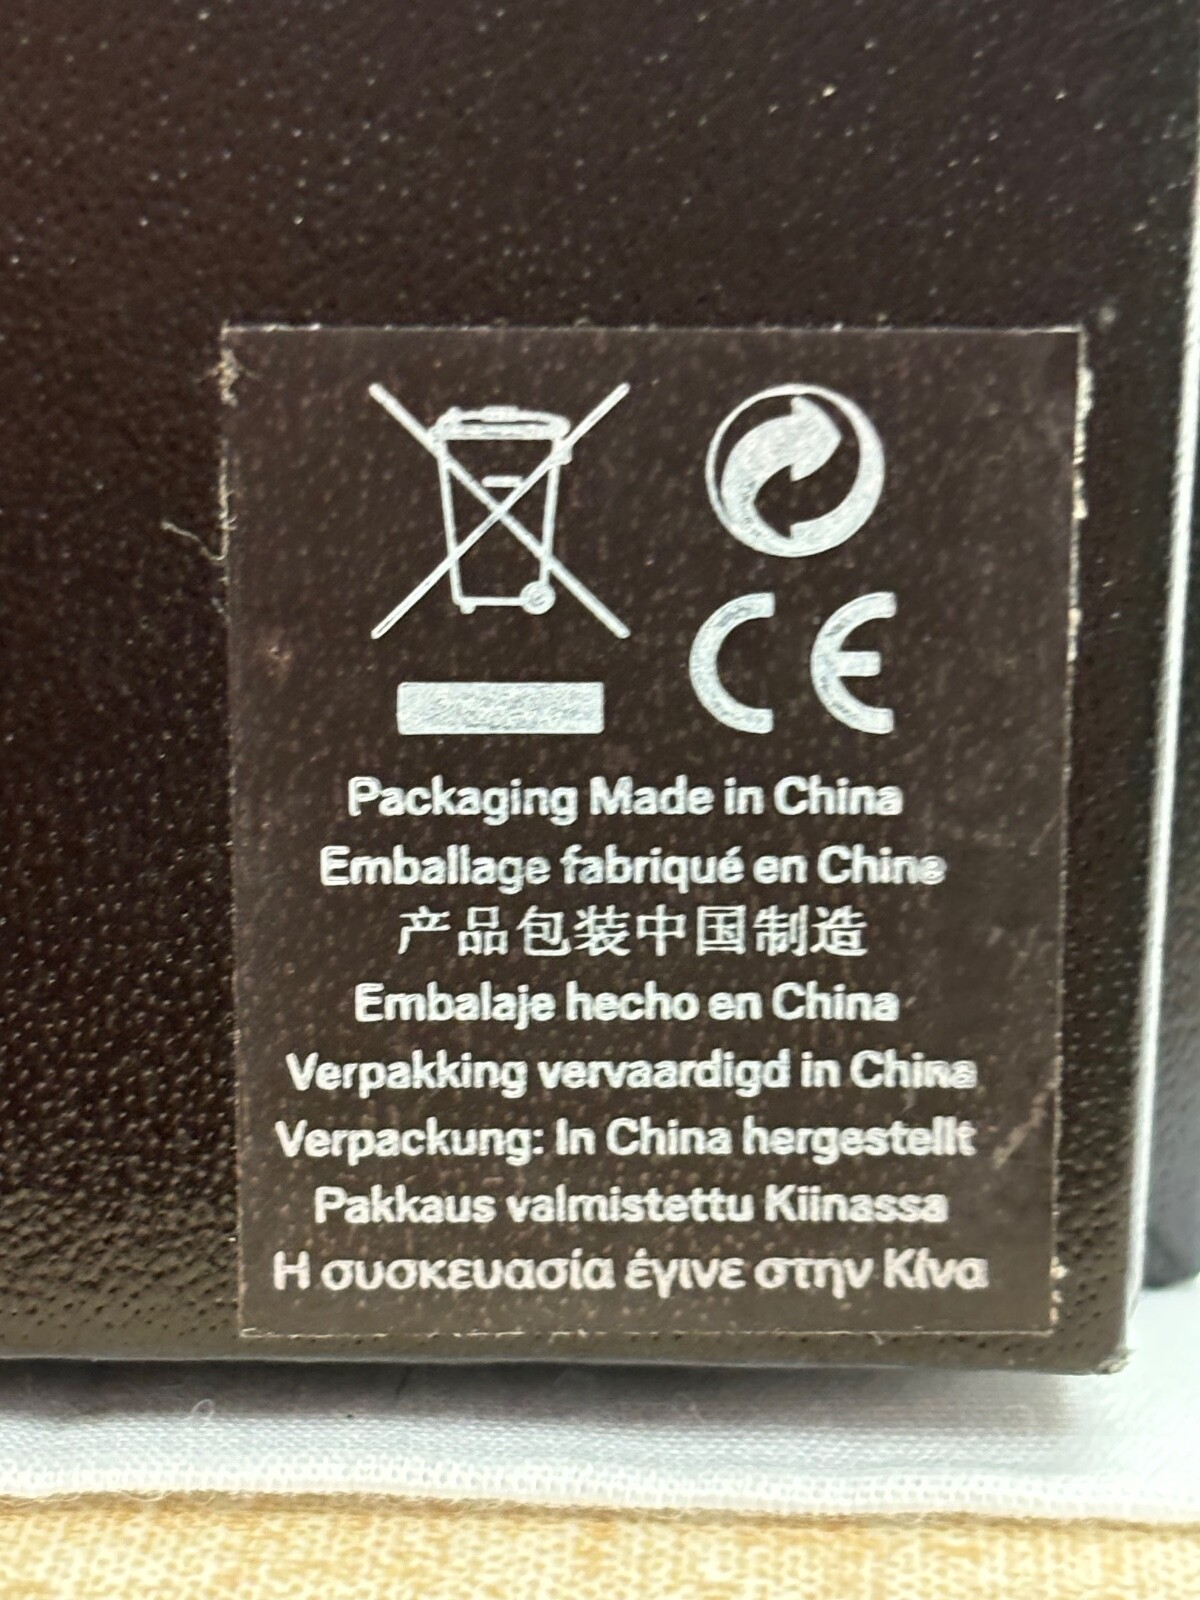 CE
Packaging Made in China
Emballage fabriqué en Chine
产品包装中国制造
Embalaje hecho en China
Verpakking vervaardigd in China
Verpackung: In China hergestellt
Pakkaus valmistettu Kiinassa
Η συσκευασία έγινε στην Κίνα